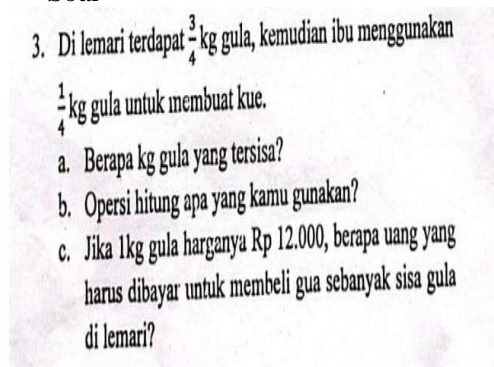 3. Di lemari terdapat 3/4 kg gula, kemudian ibu menggunakan
1/4 kg gula untuk membuat kue.
a. Berapa kg gula yang tersisa?
b. Opersi hitung apa yang kamu gunakan?
c. Jika 1kg gula harganya Rp 12.000, berapa uang yang
harus dibayar untuk membeli gua sebanyak sisa gula
di lemari?